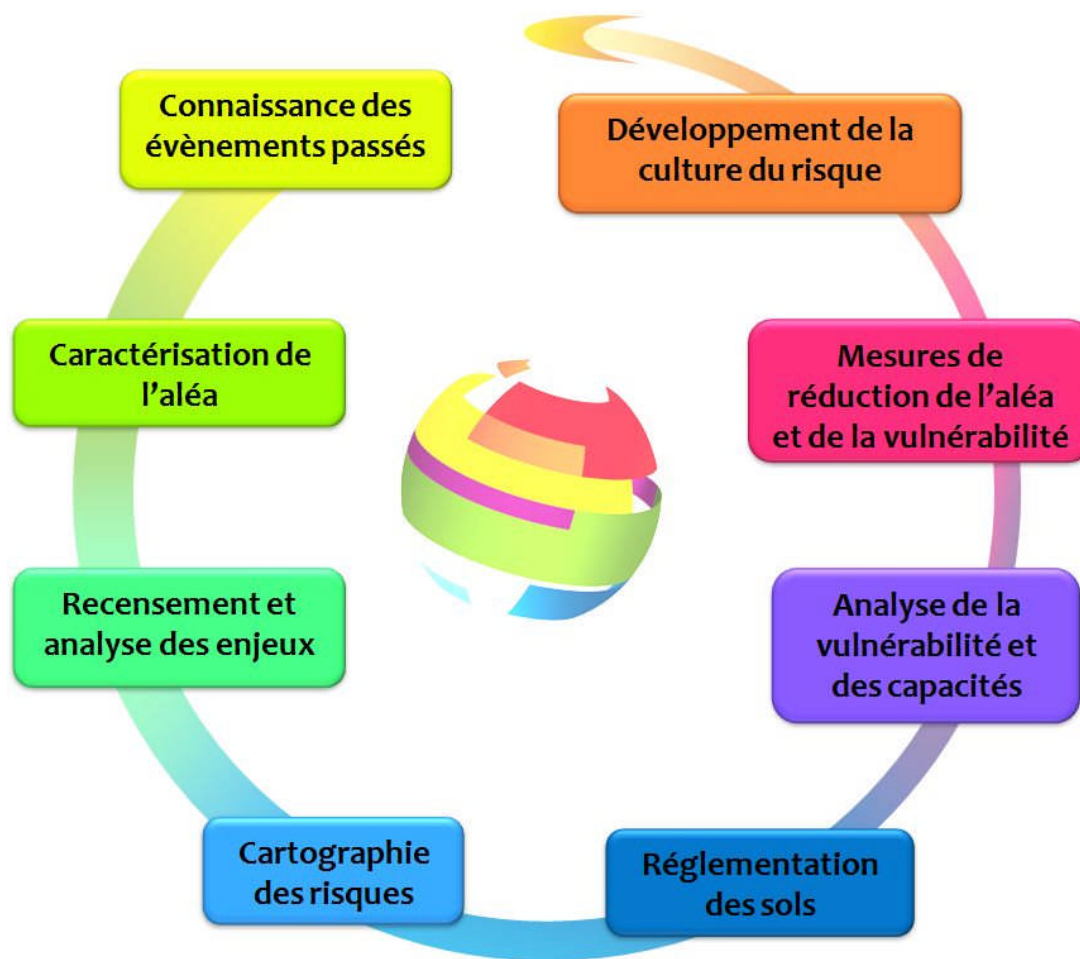 Connaissance des
évènements passés
Caractérisation de
l’aléa
Recensement et
analyse des enjeux
Cartographie
des risques
Réglementation
des sols
Analyse de la
vulnérabilité et
des capacités
Mesures de
réduction de l’aléa
et de la vulnérabilité
Développement de la
culture du risque